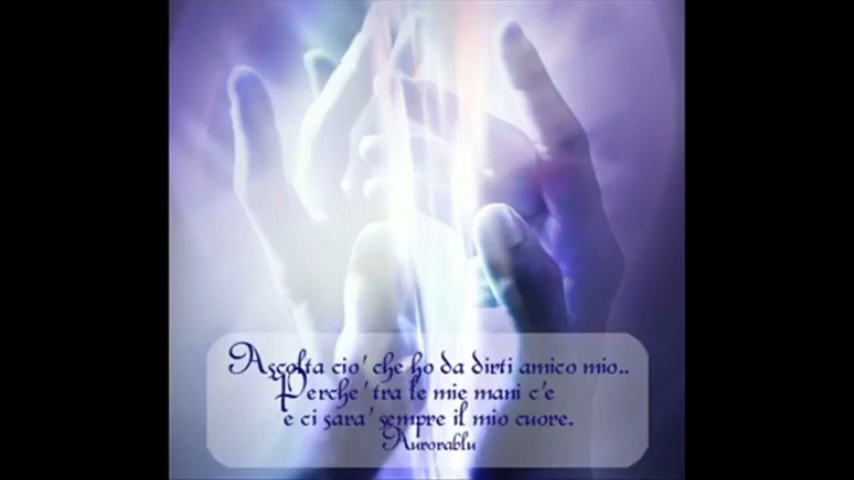 Ascolta cio' che ho da dirti amico mio..
Perche' tra le mie mani c'e
e ci sara' sempre il mio cuore.
Aurorablu